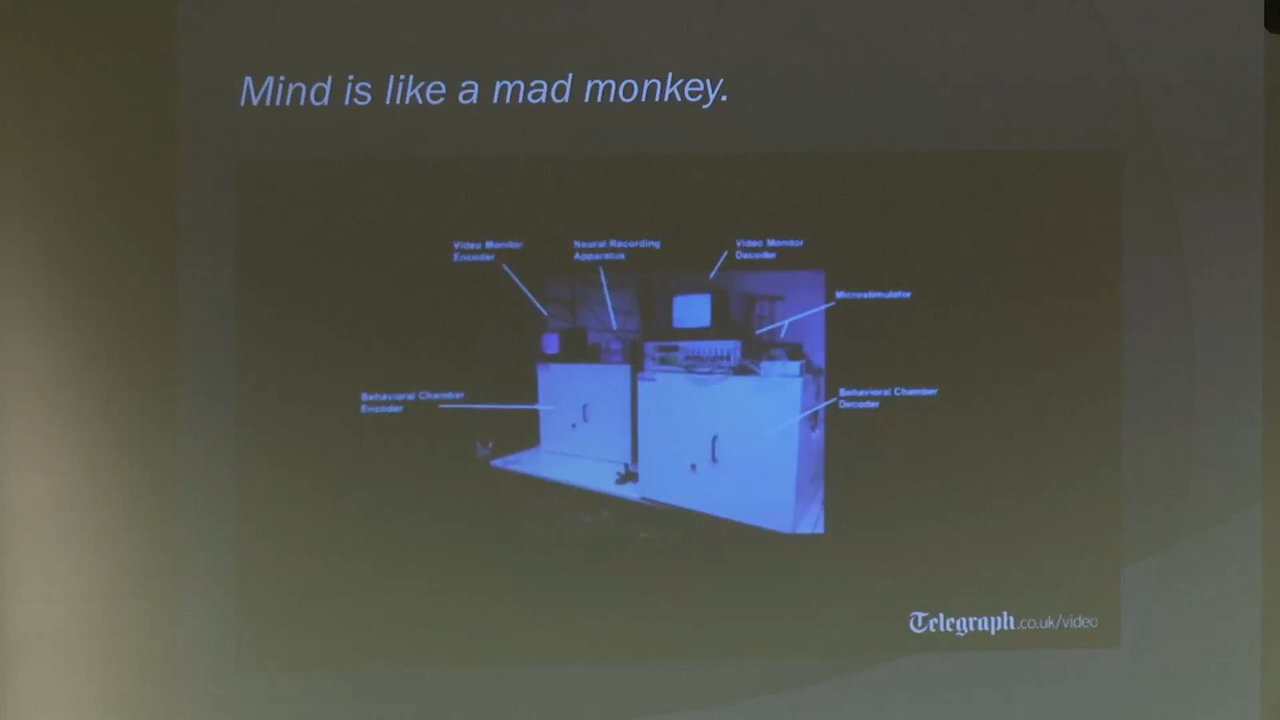 Mind is like a mad monkey.
Video Monitor
Encoder
Neural Recording
Apparatus
Video Monitor
Decoder
Microstimulator
Behavioral Chamber
Encoder
Behavioral Chamber
Decoder
Telegraph.co.uk/video